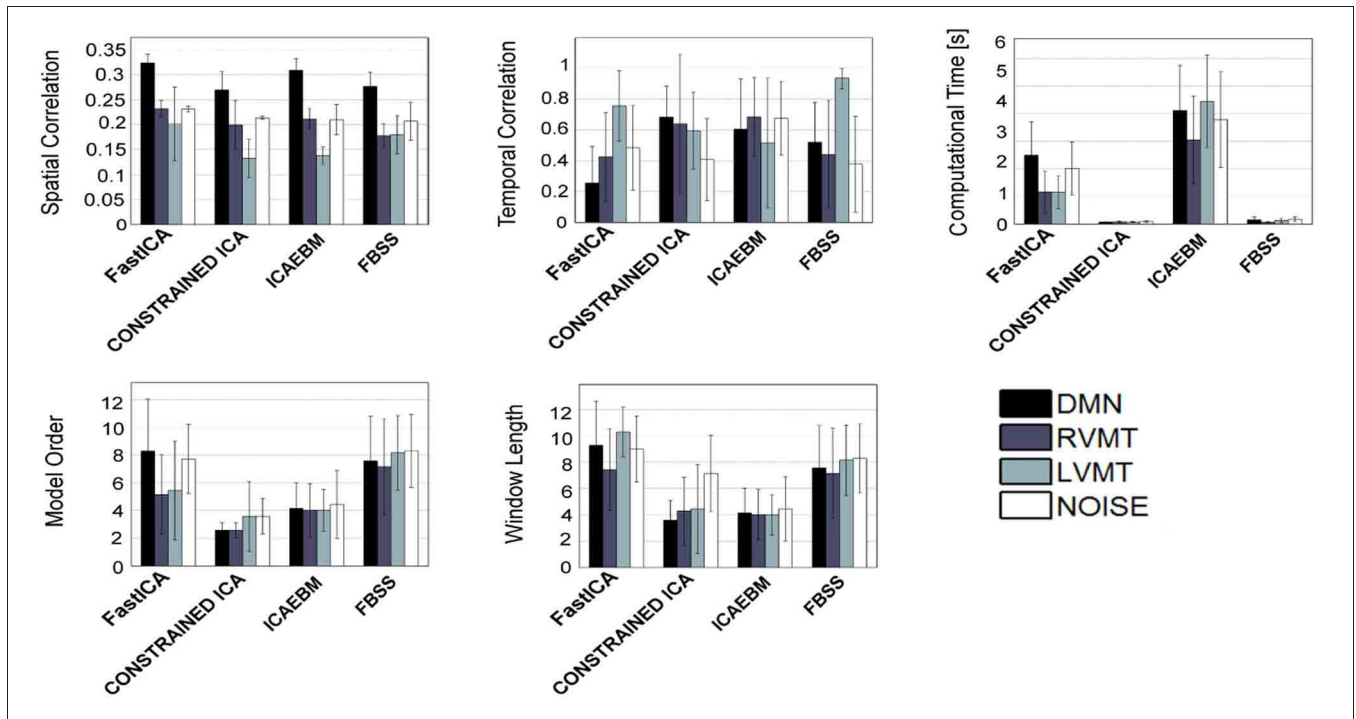 Spatial Correlation
0.35
0.3
0.25
0.2
0.15
0.1
0.05
0
FastICA
CONSTRAINED ICA
ICAEBM
FBSS
Temporal Correlation
1
0.8
0.6
0.4
0.2
0
FastICA
CONSTRAINED ICA
ICAEBM
FBSS
Computational Time [s]
6
5
4
3
2
1
0
FastICA
CONSTRAINED ICA
ICAEBM
FBSS
Model Order
12
10
8
6
4
2
0
FastICA
CONSTRAINED ICA
ICAEBM
FBSS
Window Length
12
10
8
6
4
2
0
FastICA
CONSTRAINED ICA
ICAEBM
FBSS
DMN
RVMT
LVMT
NOISE